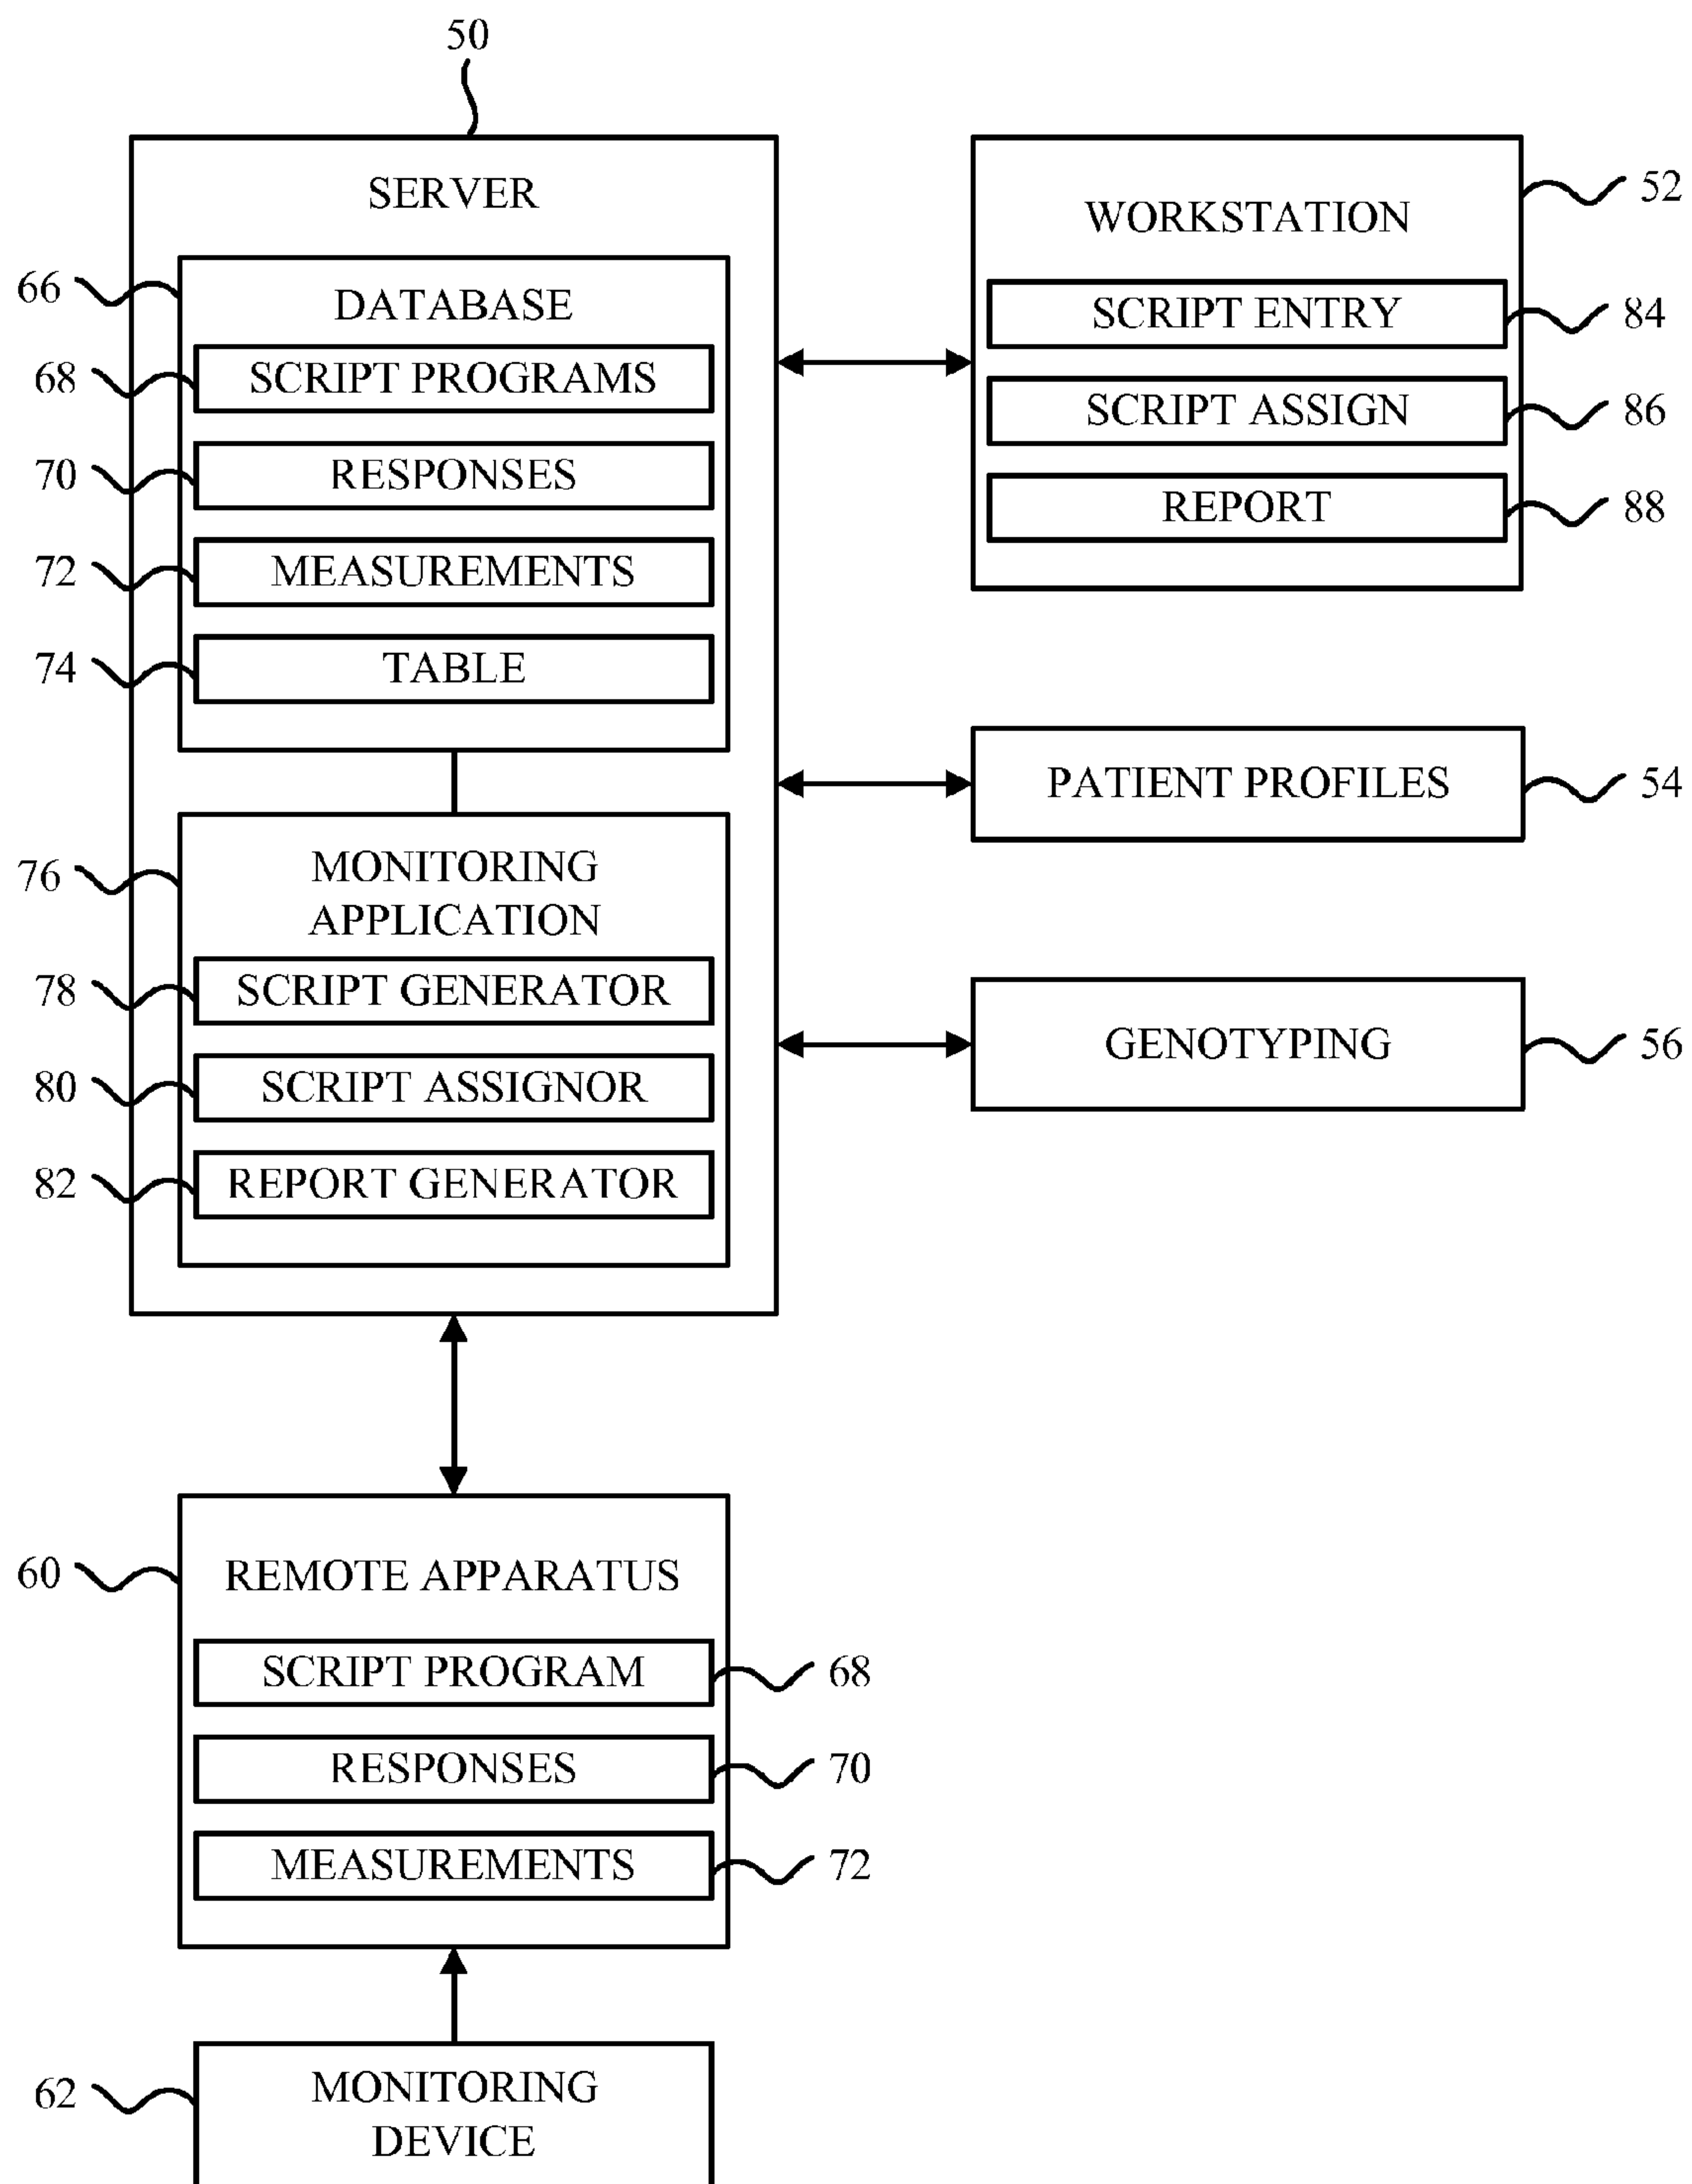 50
SERVER
66
DATABASE
68
SCRIPT PROGRAMS
70
RESPONSES
72
MEASUREMENTS
74
TABLE
76
MONITORING
APPLICATION
78
SCRIPT GENERATOR
80
SCRIPT ASSIGNOR
82
REPORT GENERATOR
WORKSTATION
52
SCRIPT ENTRY
84
SCRIPT ASSIGN
86
REPORT
88
PATIENT PROFILES
54
GENOTYPING
56
60
REMOTE APPARATUS
SCRIPT PROGRAM
68
RESPONSES
70
MEASUREMENTS
72
62
MONITORING
DEVICE